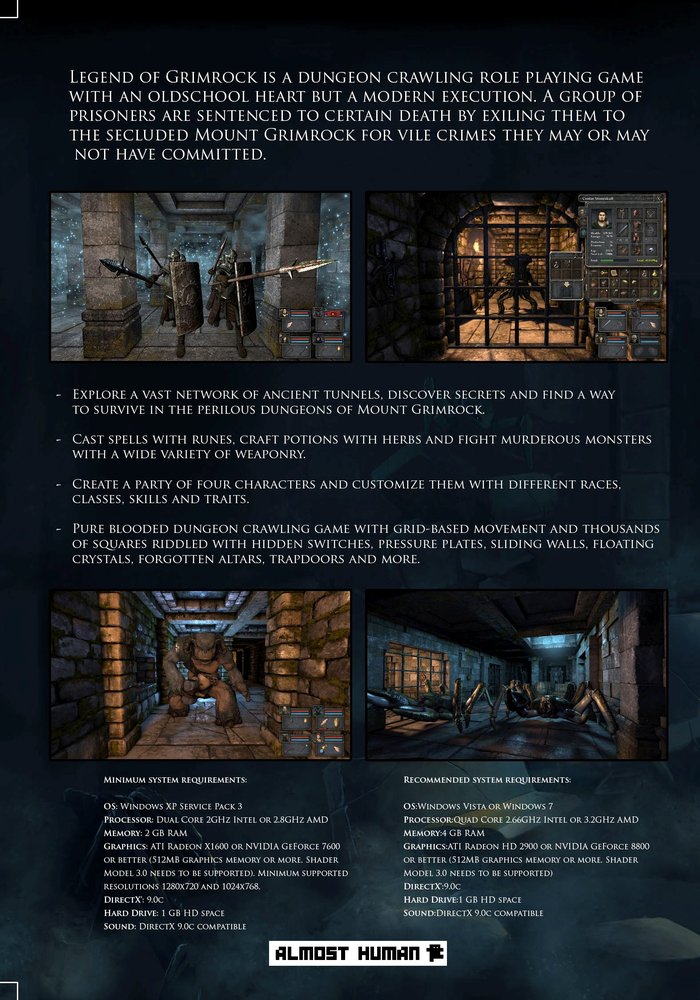 Legend of Grimrock is a dungeon crawling role playing game
with an oldschool heart but a modern execution. A group of
prisoners are sentenced to certain death by exiling them to
the secluded Mount Grimrock for vile crimes they may or may
not have committed.
- Explore a vast network of ancient tunnels, discover secrets and find a way
to survive in the perilous dungeons of Mount Grimrock.
- Cast spells with runes, craft potions with herbs and fight murderous monsters
with a wide variety of weaponry.
- Create a party of four characters and customize them with different races,
classes, skills and traits.
- Pure blooded dungeon crawling game with grid-based movement and thousands
of squares riddled with hidden switches, pressure plates, sliding walls, floating
crystals, forgotten altars, trapdoors and more.
Minimum system requirements:
OS: Windows XP Service Pack 3
Processor: Dual Core 2GHz Intel or 2.8GHz AMD
Memory: 2 GB RAM
Graphics: ATI Radeon X1600 or NVIDIA GeForce 7600
or better (512MB graphics memory or more, Shader
Model 3.0 needs to be supported). Minimum supported
resolutions 1280x720 and 1024x768.
DirectX®: 9.0c
Hard Drive: 1 GB HD space
Sound: DirectX 9.0c compatible
Recommended system requirements:
OS:Windows Vista or Windows 7
Processor:Quad Core 2.66GHz Intel or 3.2GHz AMD
Memory:4 GB RAM
Graphics:ATI Radeon HD 2900 or NVIDIA GeForce 8800
or better (512MB graphics memory or more, Shader
Model 3.0 needs to be supported)
DirectX®:9.0c
Hard Drive:1 GB HD space
Sound:DirectX 9.0c compatible
ALMOST HUMAN